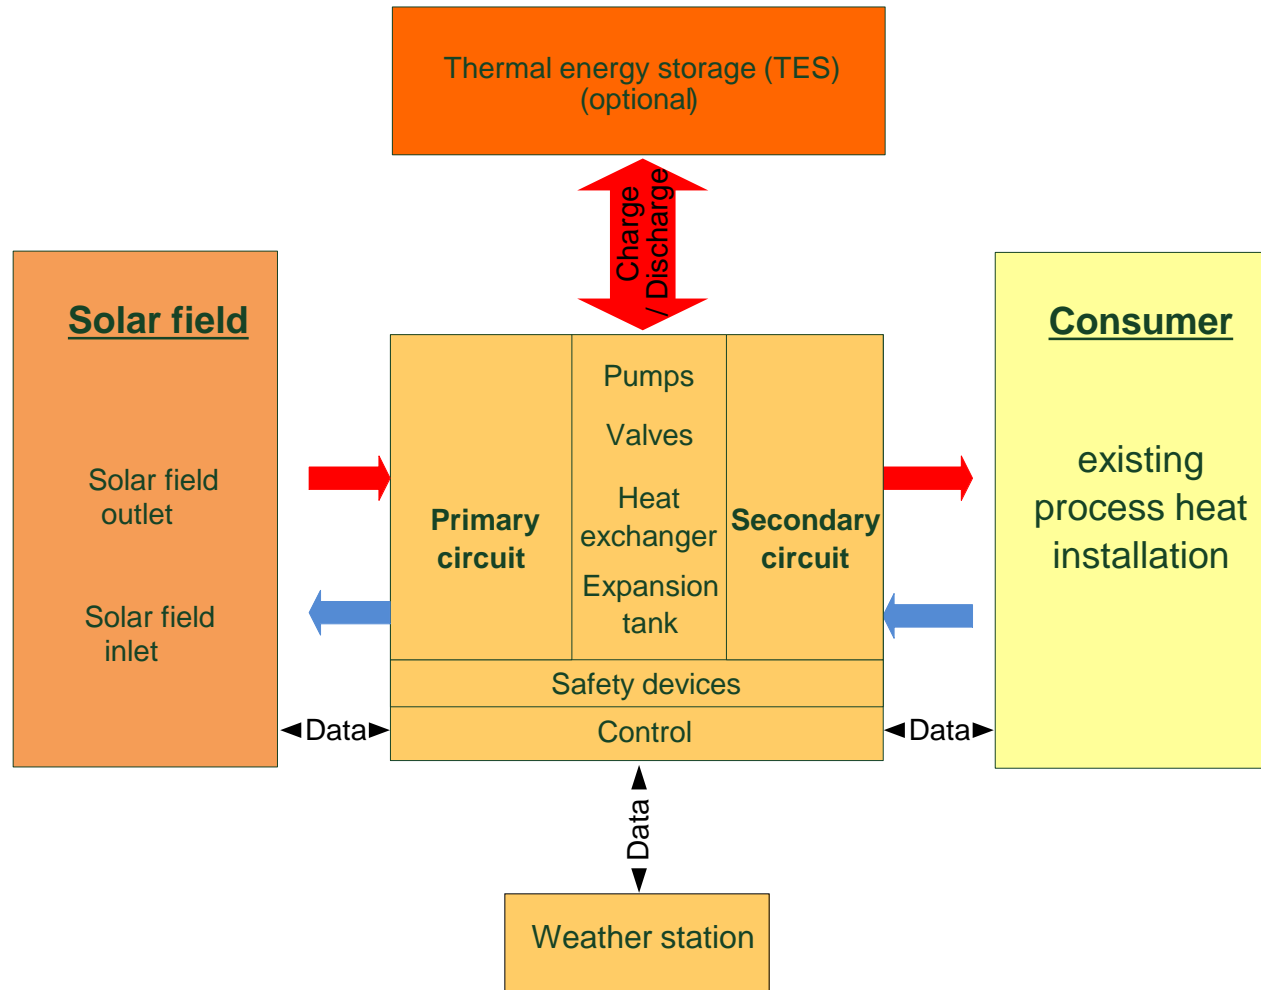 Thermal energy storage (TES)
(optional)
Charge
/ Discharge
Solar field
Solar field
outlet
Solar field
inlet
Primary
circuit
Pumps
Valves
Heat
exchanger
Expansion
tank
Secondary
circuit
Safety devices
Control
Consumer
existing
process heat
installation
Data
Data
Data
Weather station